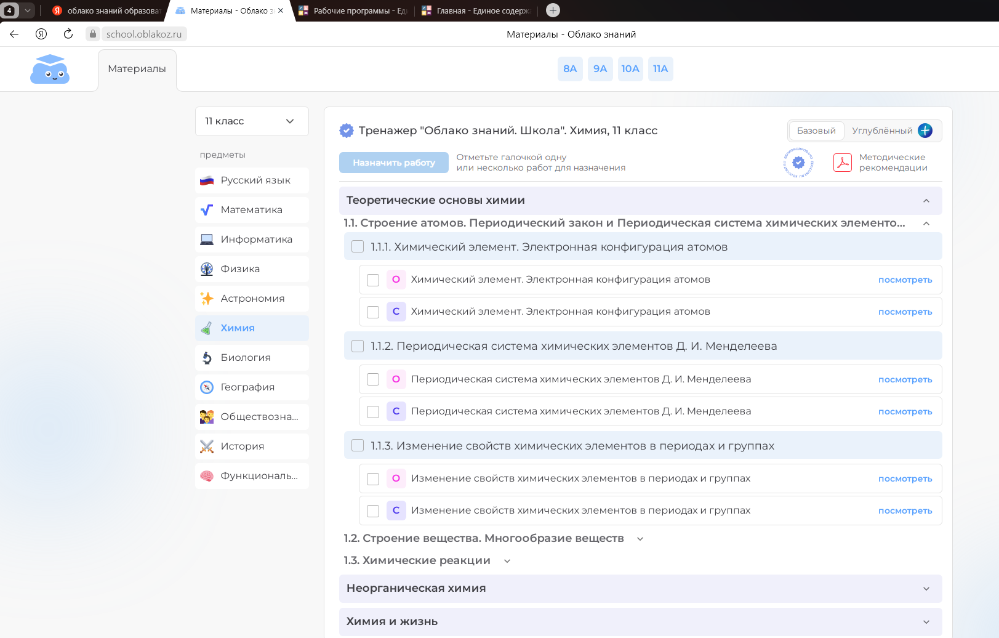 4
облако знаний образова
Материалы - Облако з
Рабочие программы - Ед
Главная - Единое содерж
school.oblakoz.ru
Материалы - Облако знаний
Материалы
8А
9А
10А
11А
11 класс
предметы
Русский язык
Математика
Информатика
Физика
Астрономия
Химия
Биология
География
Обществозна...
История
Функциональ...
Тренажер "Облако знаний. Школа". Химия, 11 класс
Базовый
Углублённый
Назначить работу
Отметьте галочкой одну
или несколько работ для назначения
Методические
рекомендации
Теоретические основы химии
1.1. Строение атомов. Периодический закон и Периодическая система химических элементо...
1.1.1. Химический элемент. Электронная конфигурация атомов
О Химический элемент. Электронная конфигурация атомов посмотреть
С Химический элемент. Электронная конфигурация атомов посмотреть
1.1.2. Периодическая система химических элементов Д. И. Менделеева
О Периодическая система химических элементов Д. И. Менделеева посмотреть
С Периодическая система химических элементов Д. И. Менделеева посмотреть
1.1.3. Изменение свойств химических элементов в периодах и группах
О Изменение свойств химических элементов в периодах и группах посмотреть
С Изменение свойств химических элементов в периодах и группах посмотреть
1.2. Строение вещества. Многообразие веществ
1.3. Химические реакции
Неорганическая химия
Химия и жизнь